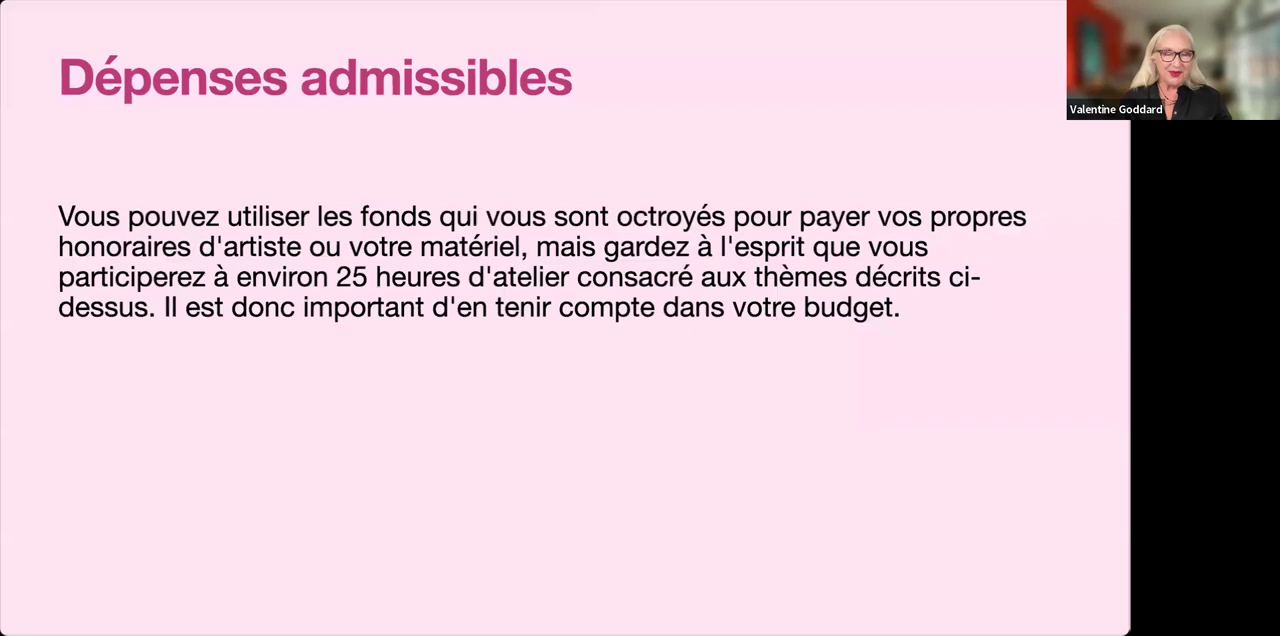 Dépenses admissibles
Valentine Goddard
Vous pouvez utiliser les fonds qui vous sont octroyés pour payer vos propres
honoraires d'artiste ou votre matériel, mais gardez à l'esprit que vous
participerez à environ 25 heures d'atelier consacré aux thèmes décrits ci-
dessus. Il est donc important d'en tenir compte dans votre budget.